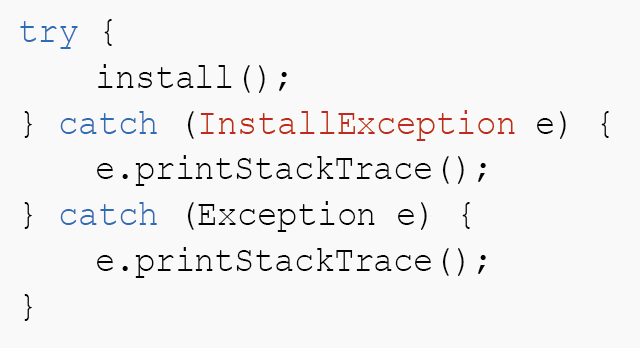 try {
    install();
} catch (InstallException e) {
    e.printStackTrace();
} catch (Exception e) {
    e.printStackTrace();
}